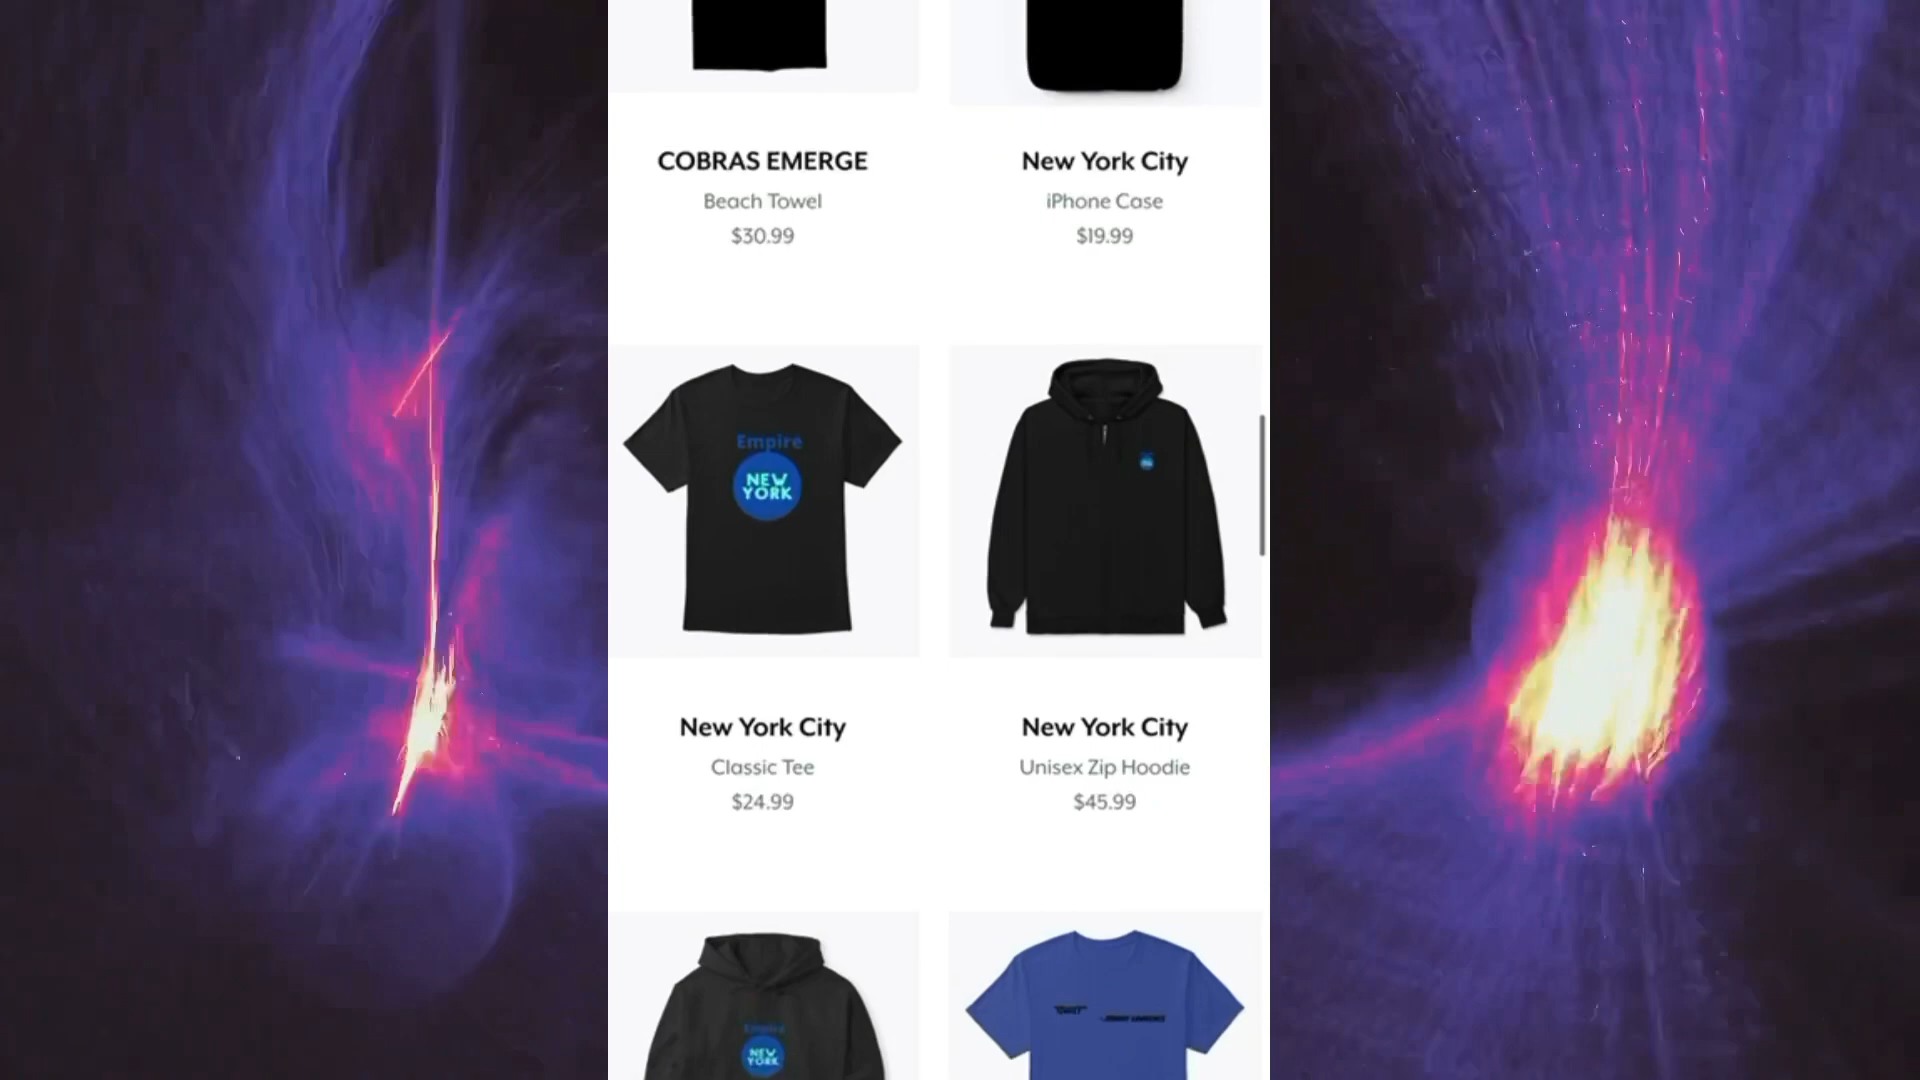 COBRAS EMERGE
Beach Towel
$30.99
New York City
iPhone Case
$19.99
Empire
NEW
YORK
New York City
Classic Tee
$24.99
New York City
Unisex Zip Hoodie
$45.99
Empire
NEW
YORK